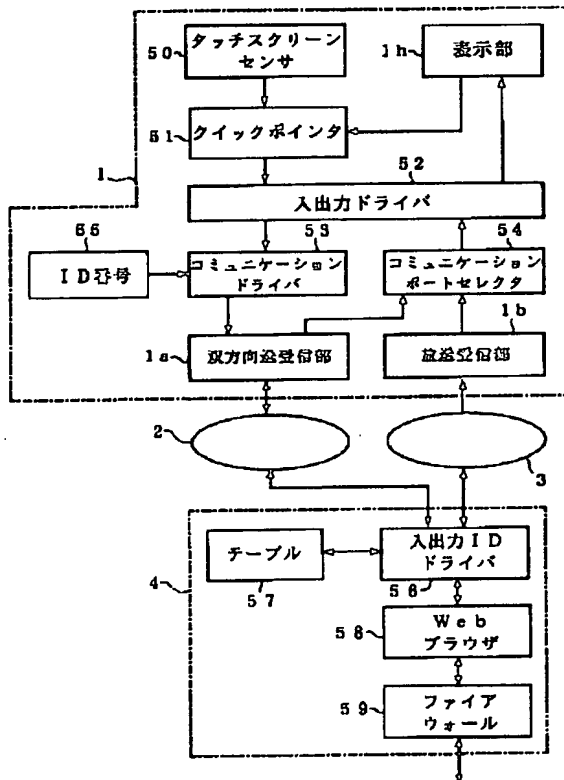 50
タッチスクリーン
センサ
1h
表示部
51
クイックポインタ
1
52
入出力ドライバ
66
ID番号
53
コミュニケーション
ドライバ
54
コミュニケーション
ポートセレクタ
1a
双方向送受信部
1b
放送受信部
2
3
4
テーブル
57
入出力ID
ドライバ
56
58
Web
ブラウザ
59
ファイア
ウォール